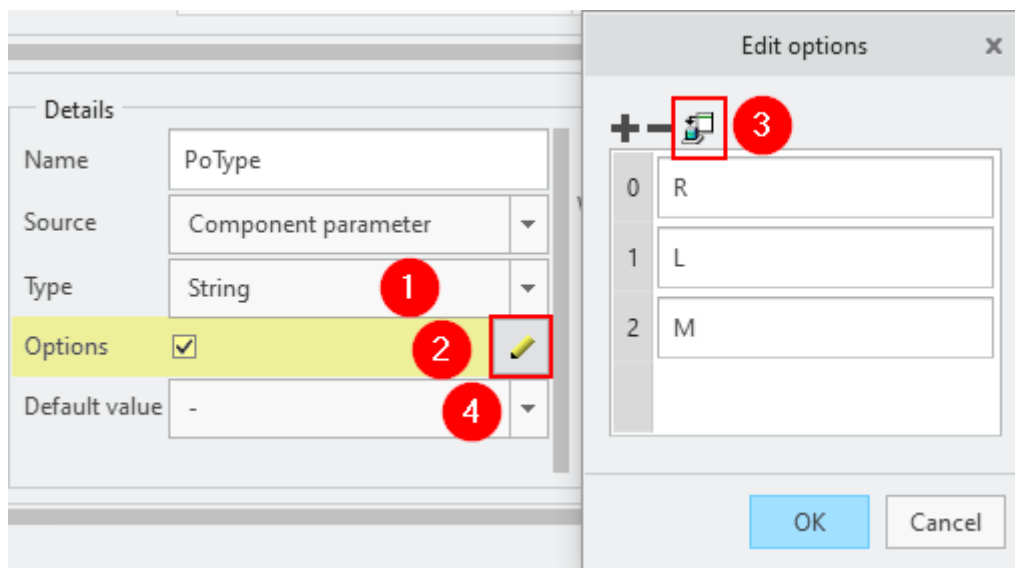 Edit options
Details
Name PoType
Source Component parameter
Type String 1
Options 2
Default value - 4
3
0 R
1 L
2 M
OK Cancel